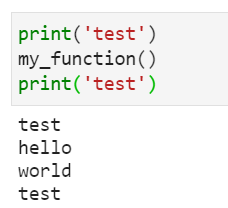 print('test')
my_function()
print('test')
test
hello
world
test